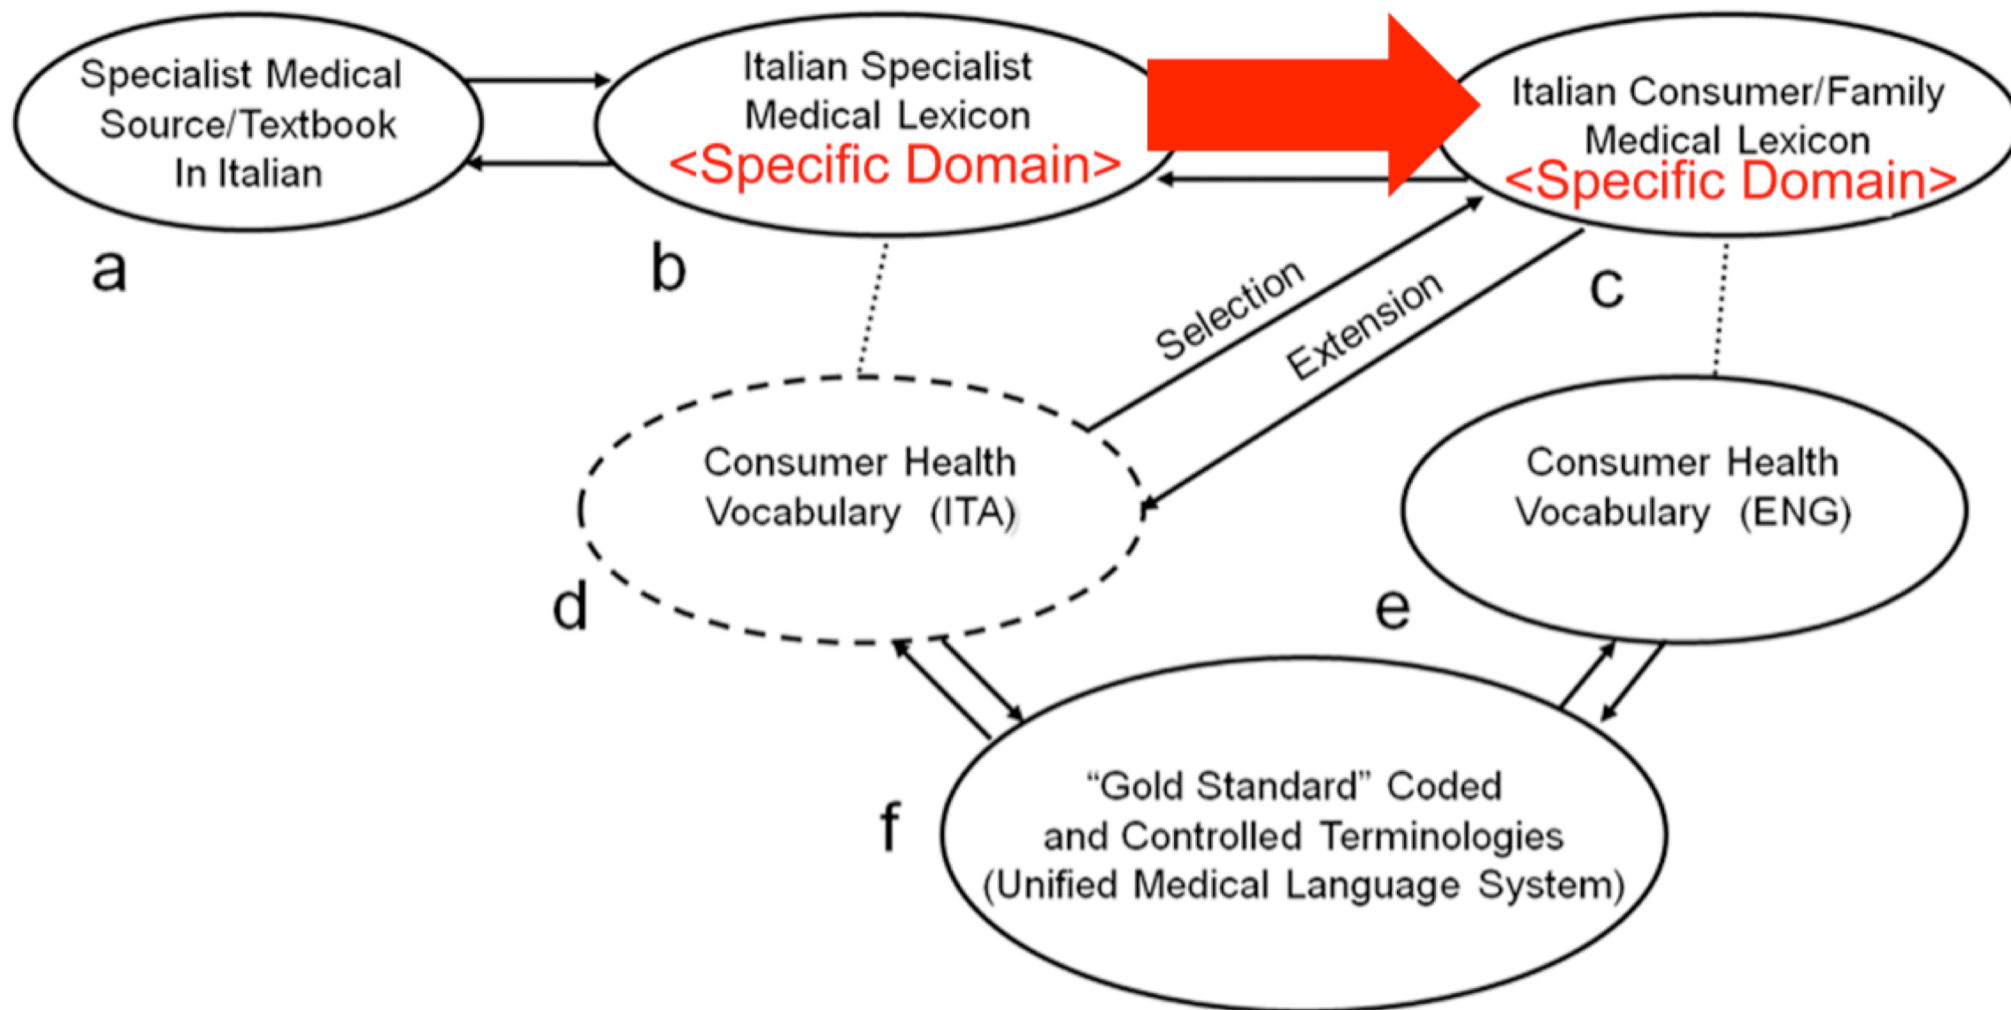 Specialist Medical
Source/Textbook
In Italian
a
Italian Specialist
Medical Lexicon
<Specific Domain>
b
Italian Consumer/Family
Medical Lexicon
<Specific Domain>
c
Selection
Extension
Consumer Health
Vocabulary (ITA)
d
Consumer Health
Vocabulary (ENG)
e
“Gold Standard” Coded
and Controlled Terminologies
(Unified Medical Language System)
f